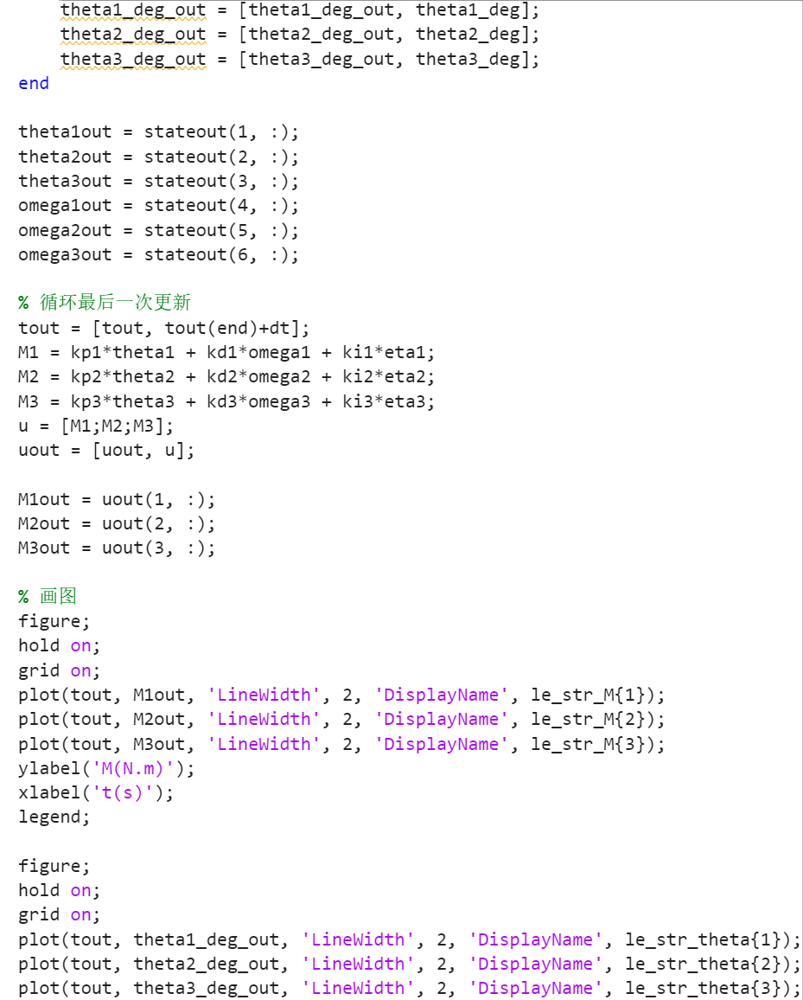 theta1_deg_out = [theta1_deg_out, theta1_deg];
theta2_deg_out = [theta2_deg_out, theta2_deg];
theta3_deg_out = [theta3_deg_out, theta3_deg];
end
theta1out = stateout(1, :);
theta2out = stateout(2, :);
theta3out = stateout(3, :);
omega1out = stateout(4, :);
omega2out = stateout(5, :);
omega3out = stateout(6, :);
% 循环最后一次更新
tout = [tout, tout(end)+dt];
M1 = kp1*theta1 + kd1*omega1 + ki1*eta1;
M2 = kp2*theta2 + kd2*omega2 + ki2*eta2;
M3 = kp3*theta3 + kd3*omega3 + ki3*eta3;
u = [M1;M2;M3];
uout = [uout, u];
M1out = uout(1, :);
M2out = uout(2, :);
M3out = uout(3, :);
% 画图
figure;
hold on;
grid on;
plot(tout, M1out, 'LineWidth', 2, 'DisplayName', le_str_M{1});
plot(tout, M2out, 'LineWidth', 2, 'DisplayName', le_str_M{2});
plot(tout, M3out, 'LineWidth', 2, 'DisplayName', le_str_M{3});
ylabel('M(N.m)');
xlabel('t(s)');
legend;
figure;
hold on;
grid on;
plot(tout, theta1_deg_out, 'LineWidth', 2, 'DisplayName', le_str_theta{1});
plot(tout, theta2_deg_out, 'LineWidth', 2, 'DisplayName', le_str_theta{2});
plot(tout, theta3_deg_out, 'LineWidth', 2, 'DisplayName', le_str_theta{3});